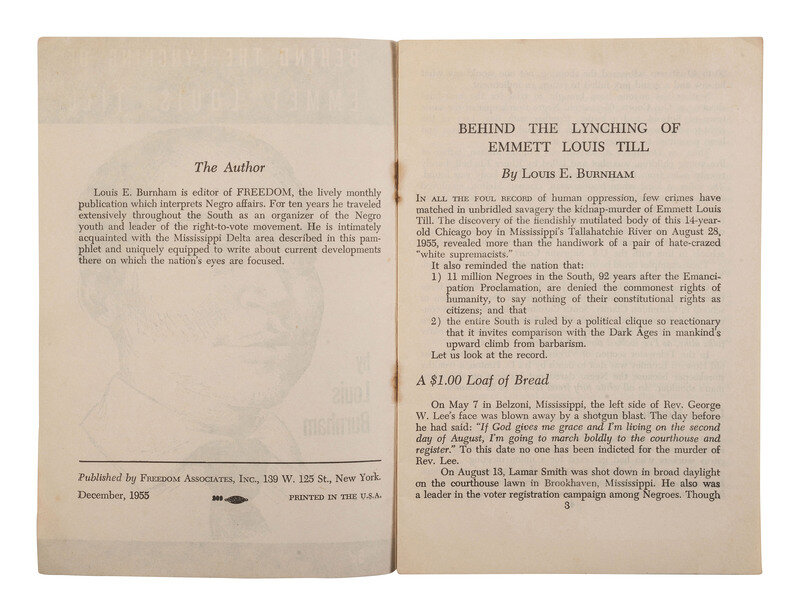 The Author
Louis E. Burnham is editor of FREEDOM, the lively monthly
publication which interprets Negro affairs. For ten years he traveled
extensively throughout the South as an organizer of the Negro
youth and leader of the right-to-vote movement. He is intimately
acquainted with the Mississippi Delta area described in this pam-
phlet and uniquely equipped to write about current developments
there on which the nation's eyes are focused.
Published by FREEDOM ASSOCIATES, INC., 139 W. 125 St., New York.
December, 1955
PRINTED IN THE U.S.A.
BEHIND THE LYNCHING OF
EMMETT LOUIS TILL
By LOUIS E. BURNHAM
IN ALL THE FOUL RECORD of human oppression, few crimes have
matched in unbridled savagery the kidnap-murder of Emmett Louis
Till. The discovery of the fiendishly mutilated body of this 14-year-
old Chicago boy in Mississippi's Tallahatchie River on August 28,
1955, revealed more than the handiwork of a pair of hate-crazed
"white supremacists."
It also reminded the nation that:
1) 11 million Negroes in the South, 92 years after the Emanci-
pation Proclamation, are denied the commonest rights of
humanity, to say nothing of their constitutional rights as
citizens; and that
2) the entire South is ruled by a political clique so reactionary
that it invites comparison with the Dark Ages in mankind's
upward climb from barbarism.
Let us look at the record.
A $1.00 Loaf of Bread
On May 7 in Belzoni, Mississippi, the left side of Rev. George
W. Lee's face was blown away by a shotgun blast. The day before
he had said: "If God gives me grace and I'm living on the second
day of August, I'm going to march boldly to the courthouse and
register." To this date no one has been indicted for the murder of
Rev. Lee.
On August 13, Lamar Smith was shot down in broad daylight
on the courthouse lawn in Brookhaven, Mississippi. He also was
a leader in the voter registration campaign among Negroes. Though
3